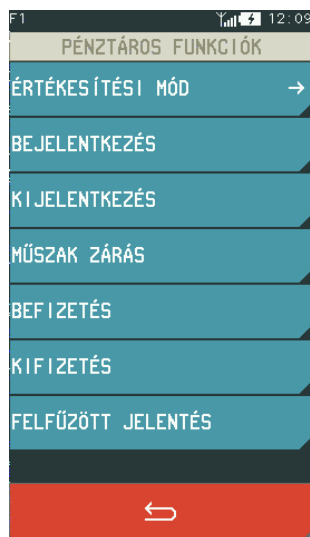 F1 12:09
PÉNZTÁROS FUNKCIÓK
ÉRTÉKESÍTÉSI MÓD →
BEJELENTKEZÉS
KIJELENTKEZÉS
MŰSZAK ZÁRÁS
BEFIZETÉS
KIFIZETÉS
FELFŰZÖTT JELENTÉS